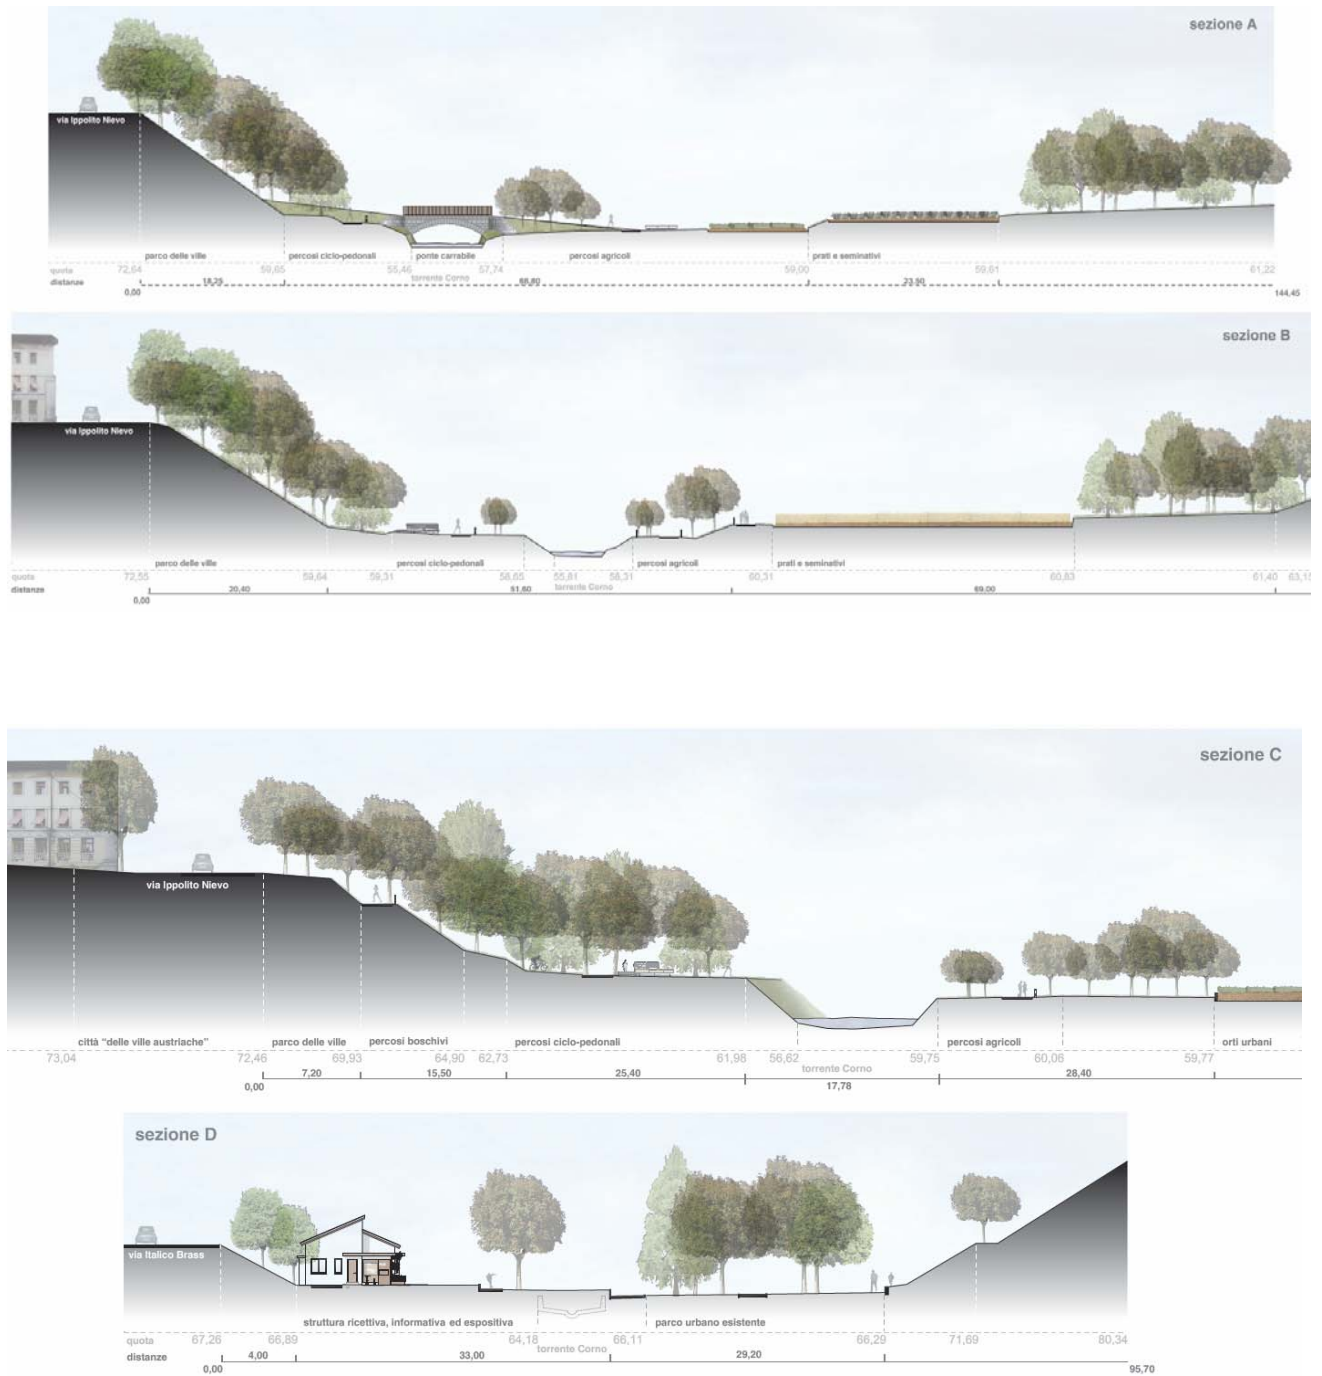 sezione A
via Ippolito Nievo
parco delle ville percosi ciclo-pedonali ponte carrabile percosi agricoli prati e seminativi
quota 72,64 59,65 55,46 torrente Corno 57,74 59,00 59,61 61,22
distanze 18,25 66,80 23,50
0,00 144,45
sezione B
via Ippolito Nievo
parco delle ville percosi ciclo-pedonali percosi agricoli prati e seminativi
quota 72,55 59,64 59,31 58,65 55,81 58,31 60,31 60,83 61,40 63,15
distanze 20,40 51,60 torrente Corno 69,00
0,00
sezione C
via Ippolito Nievo
città "delle ville austriache" parco delle ville percosi boschivi percosi ciclo-pedonali percosi agricoli orti urbani
73,04 72,46 69,93 64,90 62,73 61,98 56,62 59,75 60,06 59,77
torrente Corno
7,20 15,50 25,40 28,40
0,00 17,78
sezione D
via Italico Brass
struttura ricettiva, informativa ed espositiva parco urbano esistente
quota 67,26 66,89 64,18 66,11 66,29 71,69 80,34
torrente Corno
distanze 4,00 33,00 29,20
0,00 95,70